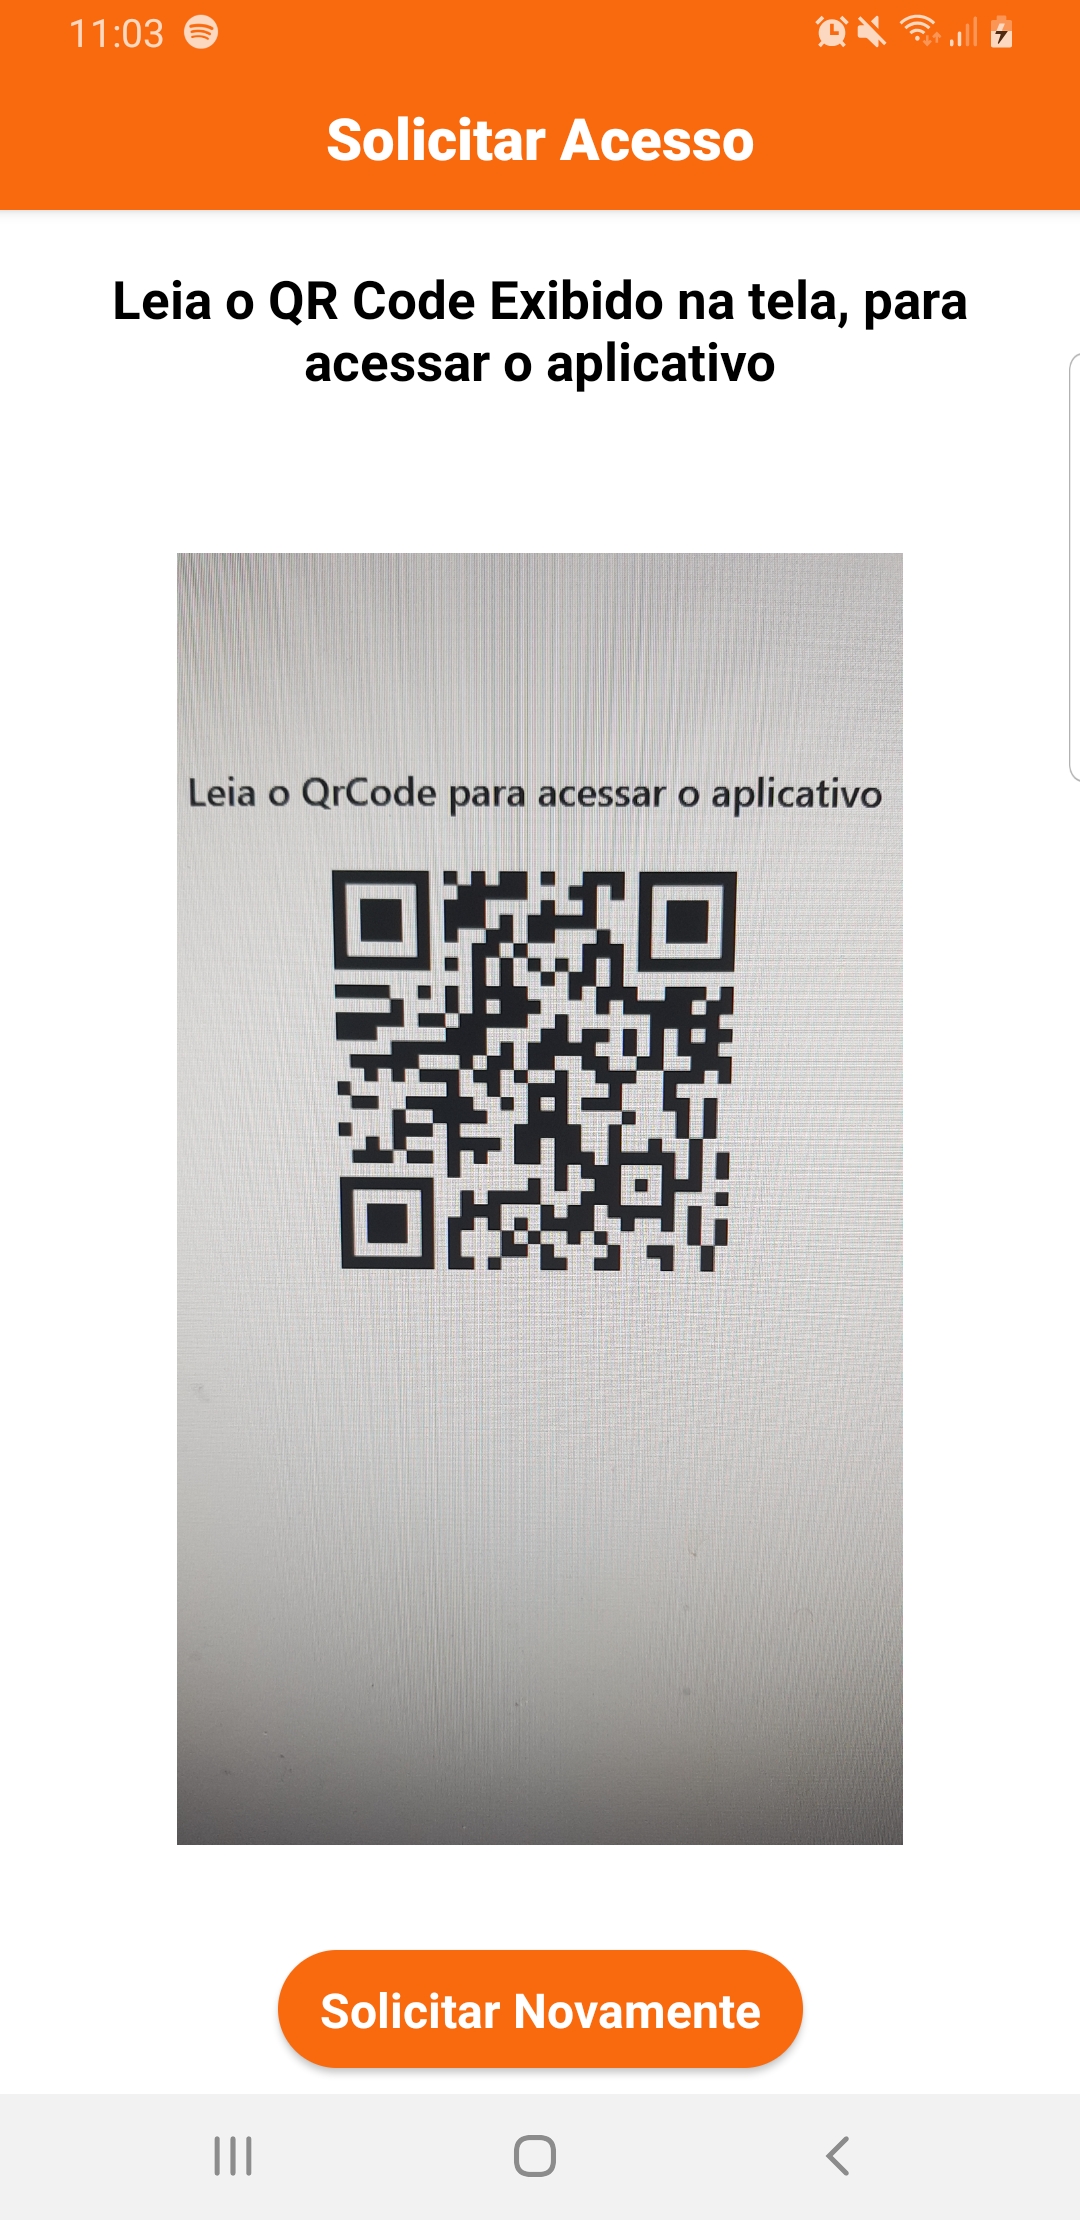 11:03
Solicitar Acesso
Leia o QR Code Exibido na tela, para
acessar o aplicativo
Leia o QrCode para acessar o aplicativo
Solicitar Novamente